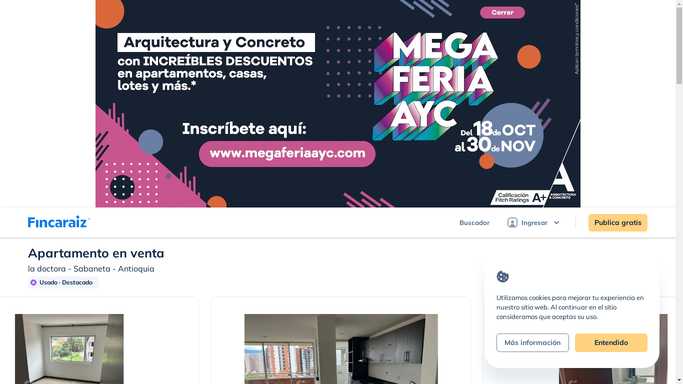 Cerrar
Arquitectura y Concreto
con INCREÍBLES DESCUENTOS
en apartamentos, casas,
lotes y más.*
Inscríbete aquí:
www.megaferiaayc.com
MEGA
FERIA
AYC
Del 18 de OCT
al 30 de NOV
Calificación
Fitch Ratings
A+
ARQUITECTURA
& CONCRETO
Fincaraiz
Buscador
Ingresar
Publica gratis
Apartamento en venta
la doctora - Sabaneta - Antioquia
Usado · Destacado
Utilizamos cookies para mejorar tu experiencia en
nuestro sitio web. Al continuar en el sitio
consideramos que aceptas su uso.
Más información
Entendido